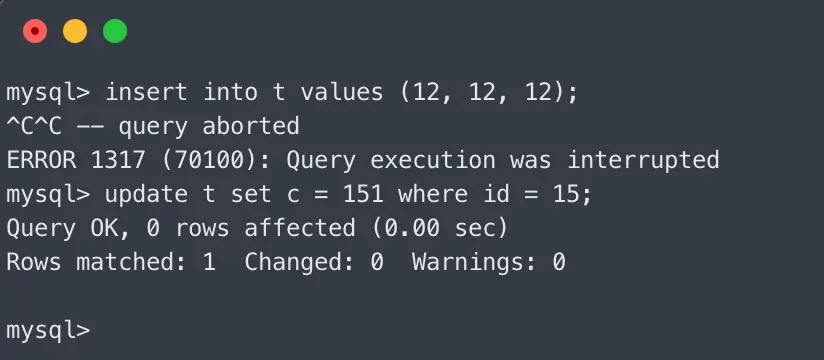 mysql> insert into t values (12, 12, 12);
^C^C -- query aborted
ERROR 1317 (70100): Query execution was interrupted
mysql> update t set c = 151 where id = 15;
Query OK, 0 rows affected (0.00 sec)
Rows matched: 1  Changed: 0  Warnings: 0
mysql>